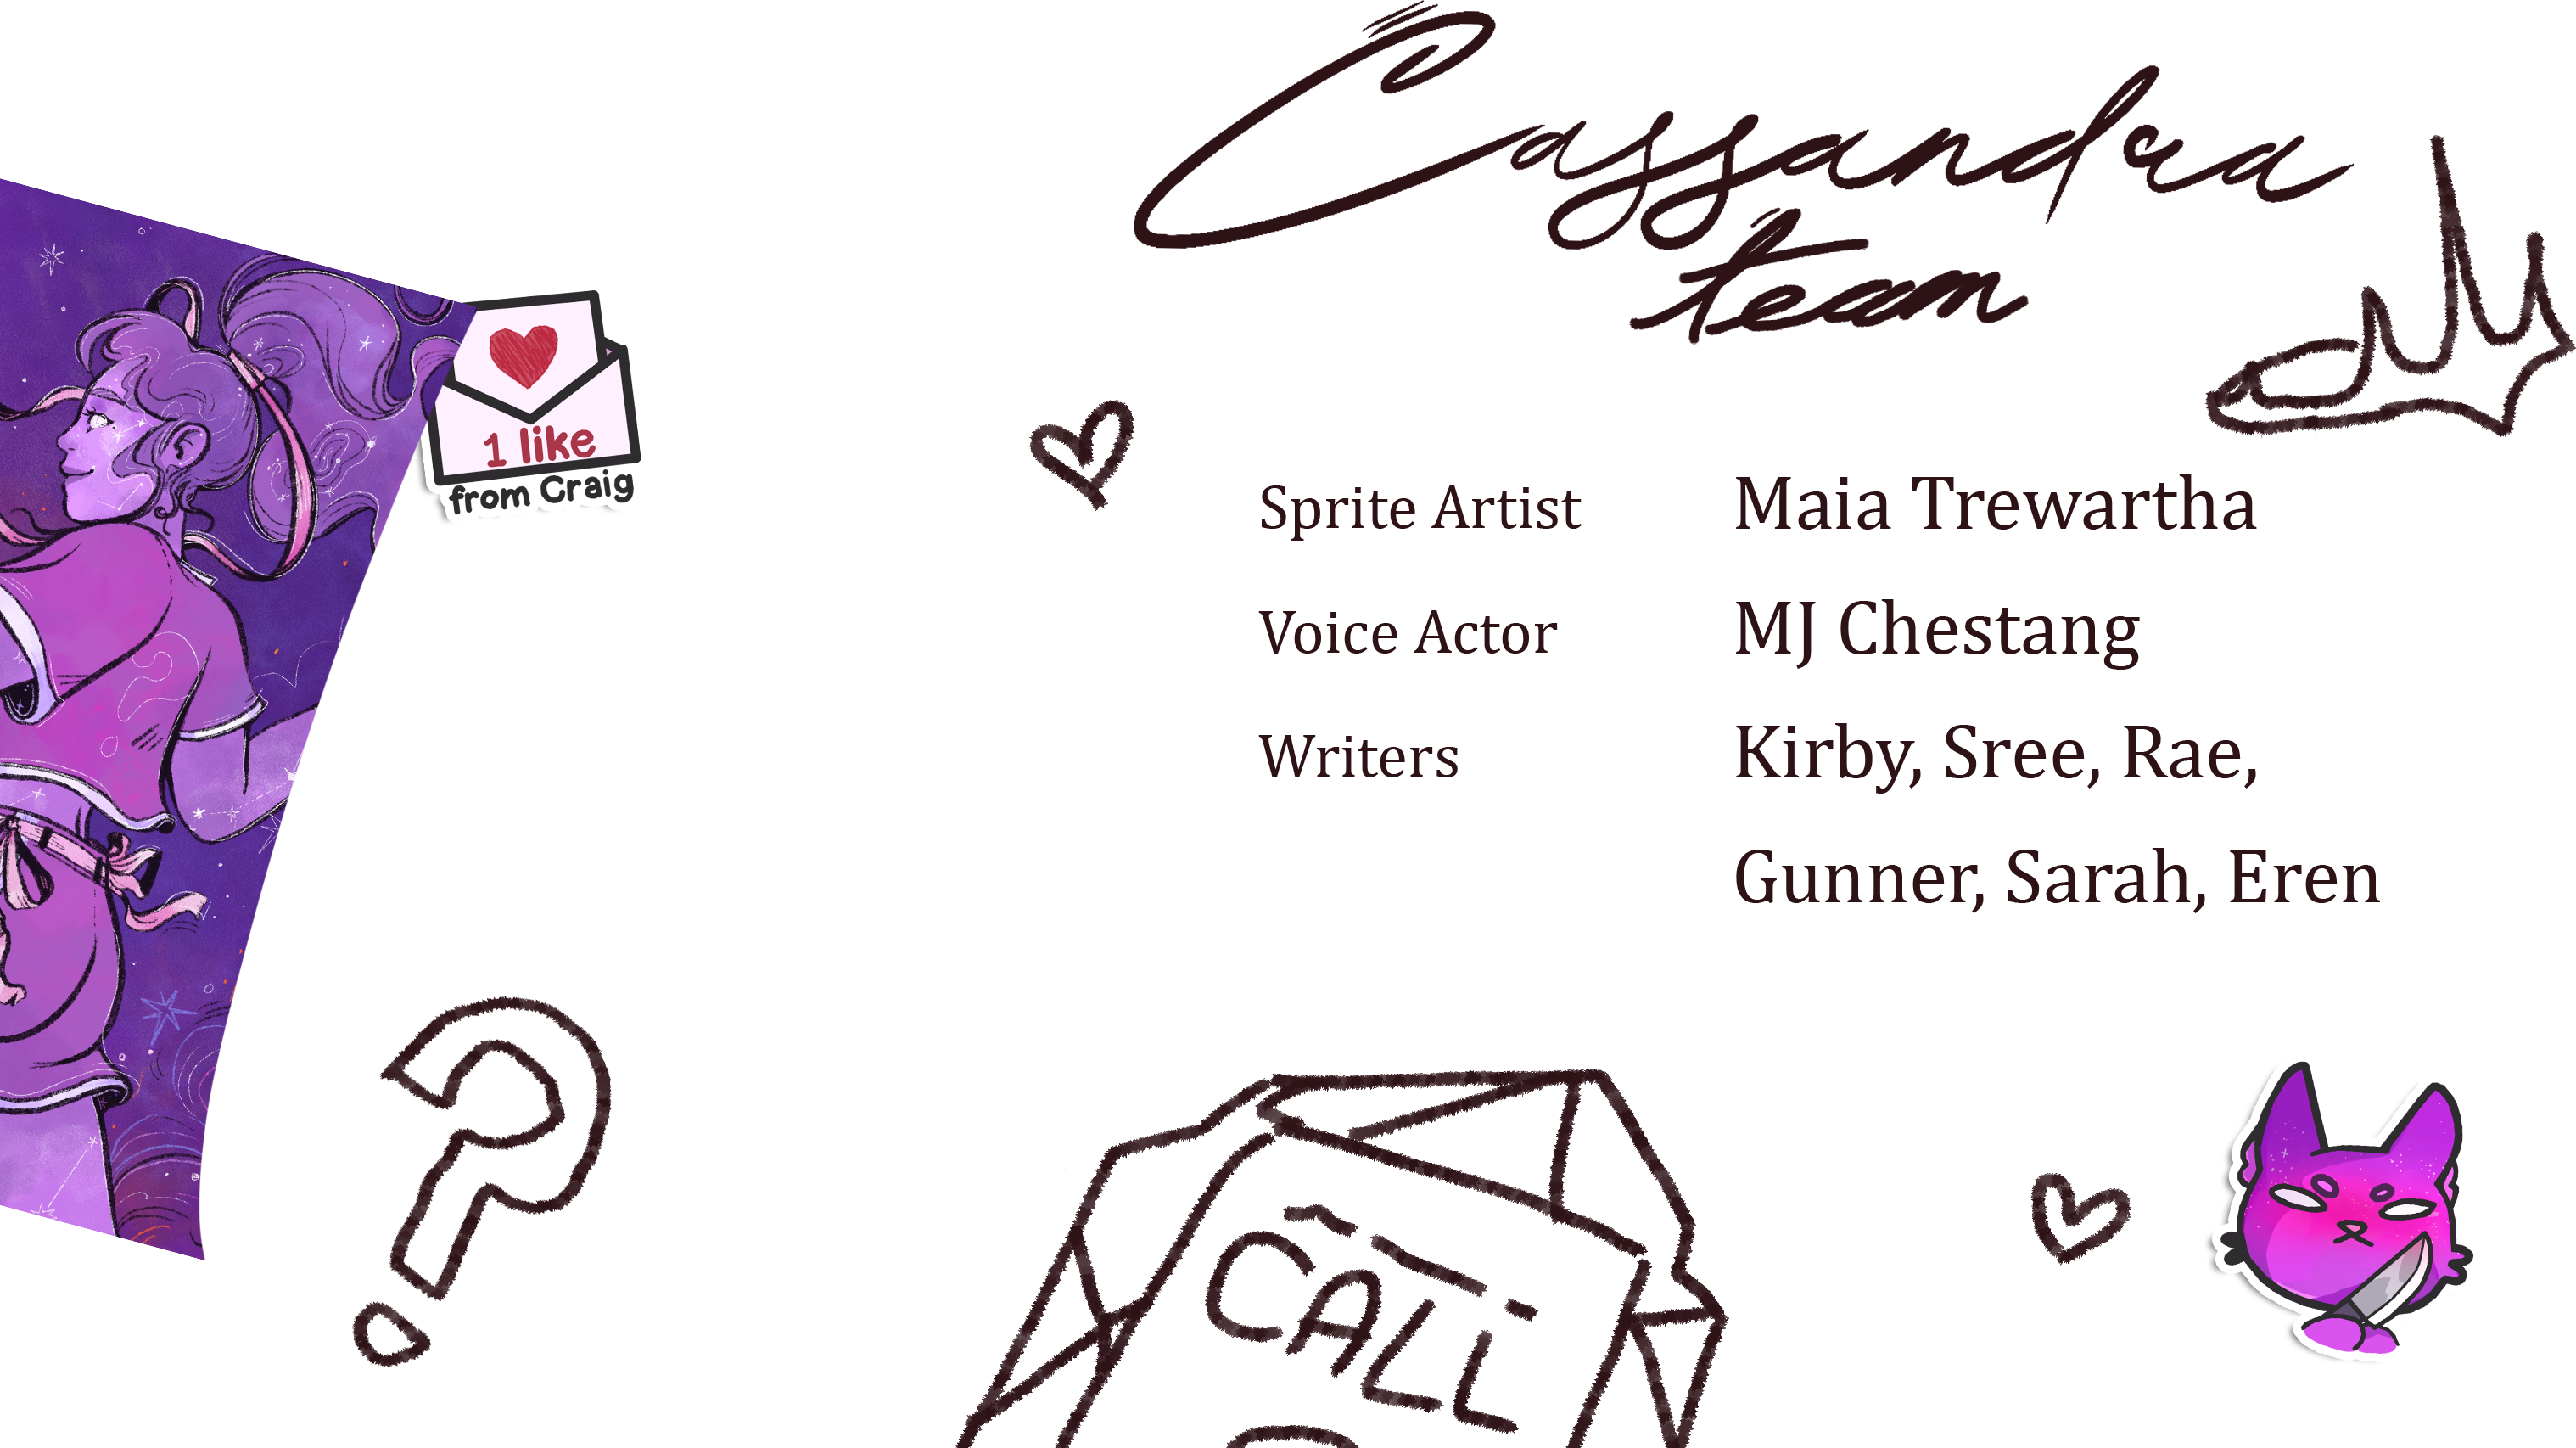 Cassandra
team
1 like
from Craig
Sprite Artist Maia Trewartha
Voice Actor MJ Chestang
Writers Kirby, Sree, Rae,
Gunner, Sarah, Eren
CALL